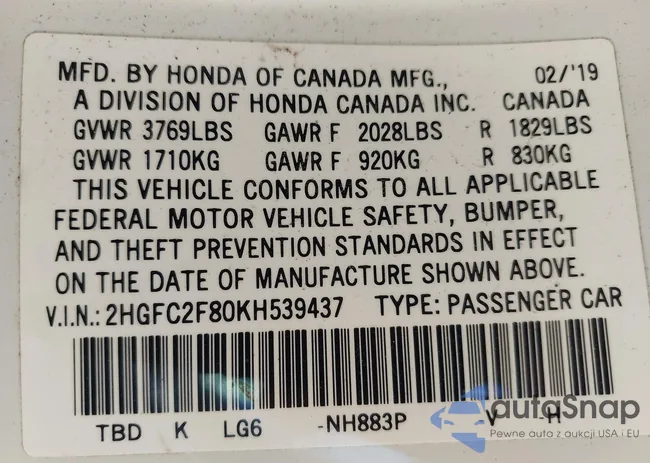 MFD. BY HONDA OF CANADA MFG., 02/'19
A DIVISION OF HONDA CANADA INC. CANADA
GVWR 3769LBS GAWR F 2028LBS R 1829LBS
GVWR 1710KG GAWR F 920KG R 830KG
THIS VEHICLE CONFORMS TO ALL APPLICABLE
FEDERAL MOTOR VEHICLE SAFETY, BUMPER,
AND THEFT PREVENTION STANDARDS IN EFFECT
ON THE DATE OF MANUFACTURE SHOWN ABOVE.
V.I.N.: 2HGFC2F80KH539437 TYPE: PASSENGER CAR
TBD K LG6 -NH883P V H
autoSnap
Pewne auta z aukcji USA i EU